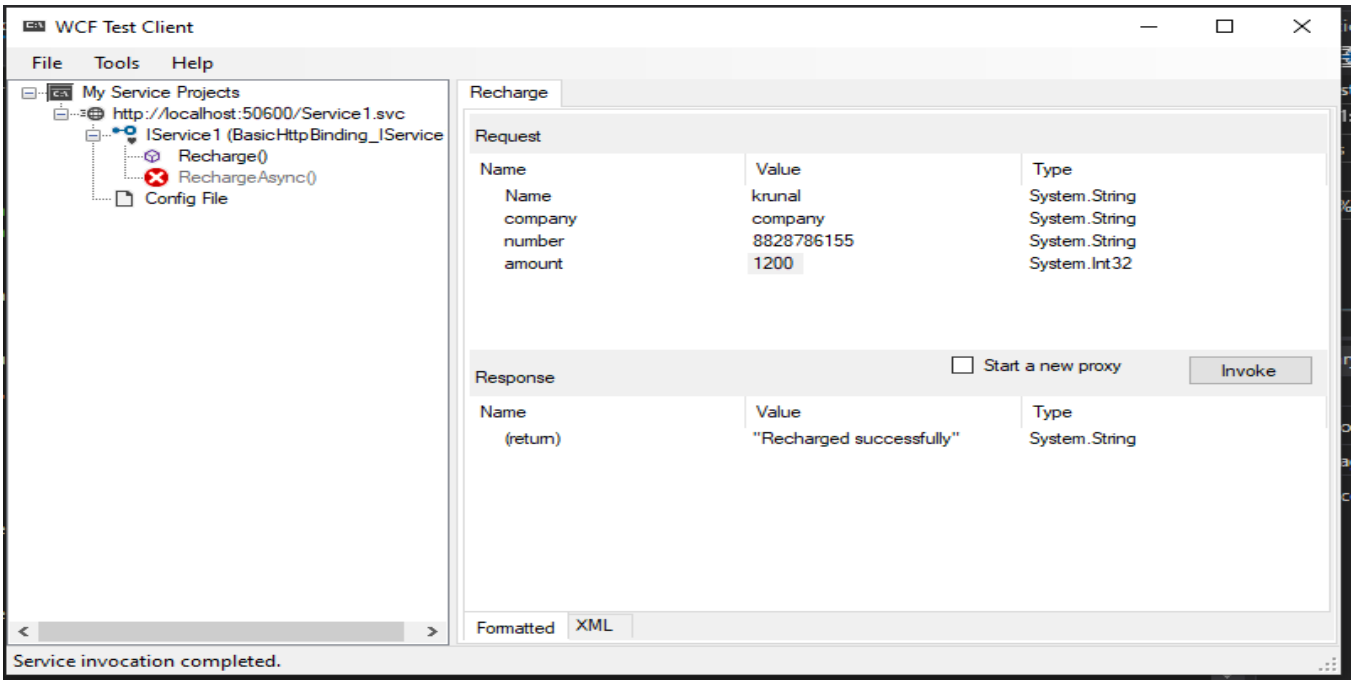 WCF Test Client
File Tools Help
My Service Projects
http://localhost:50600/Service1.svc
IService1 (BasicHttpBinding_IService
Recharge()
RechargeAsync()
Config File
Recharge
Request
Name Value Type
Name krunal System.String
company company System.String
number 8828786155 System.String
amount 1200 System.Int32
Response Start a new proxy Invoke
Name Value Type
(return) "Recharged successfully" System.String
Formatted XML
Service invocation completed.